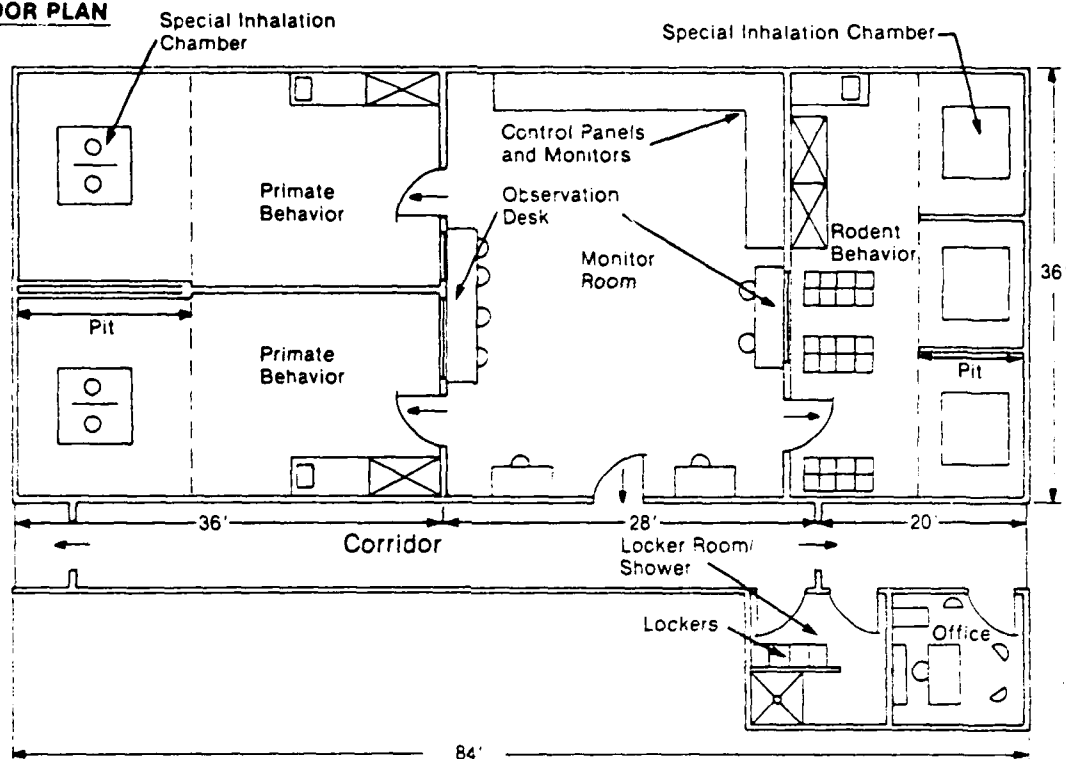 OOR PLAN
Special Inhalation
Chamber
Special Inhalation Chamber
Control Panels
and Monitors
Primate
Behavior
Observation
Desk
Rodent
Behavior
Monitor
Room
36'
Pit
Primate
Behavior
Pit
36'
28'
20'
Corridor
Locker Room/
Shower
Lockers
Office
84'